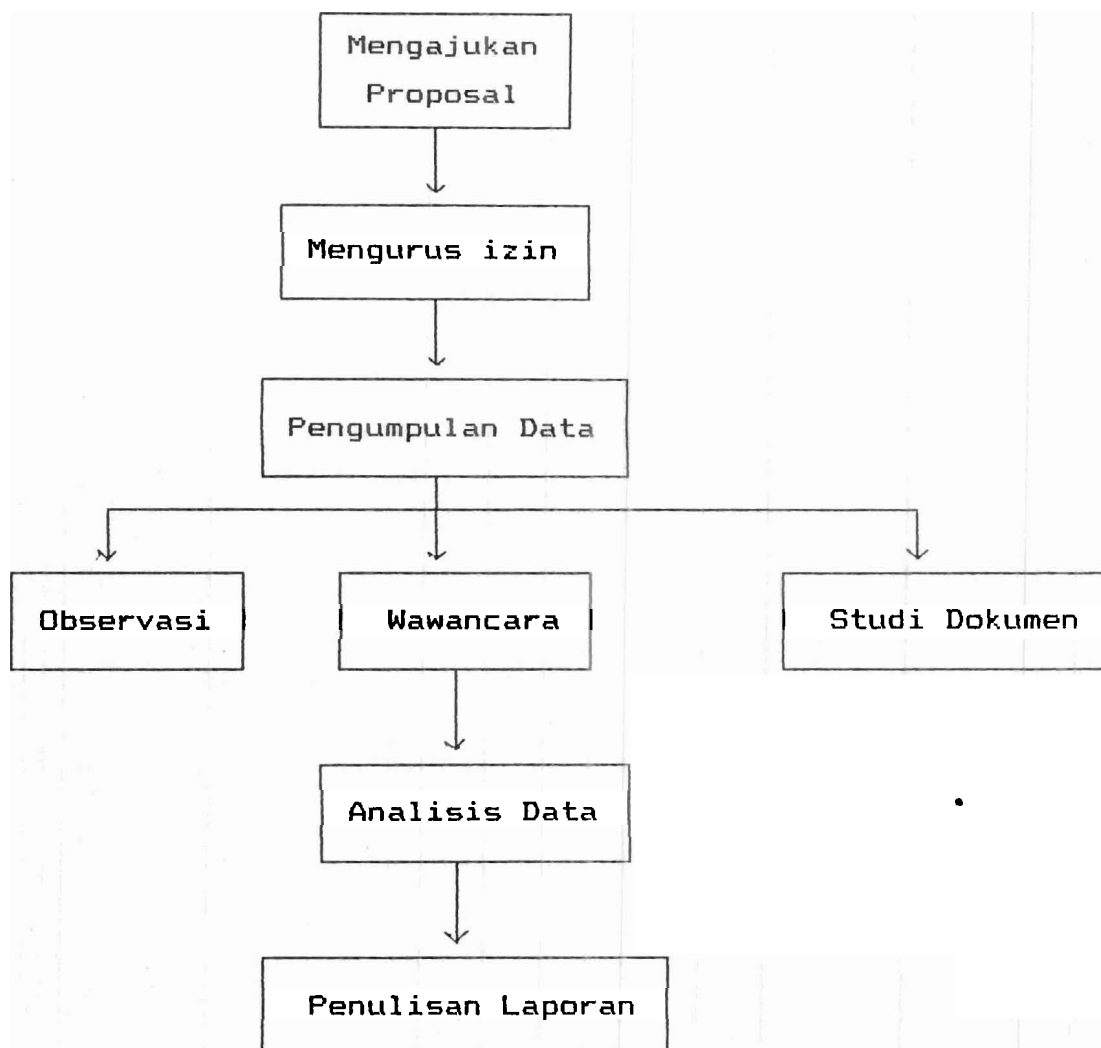 Mengajukan
Proposal
Mengurus izin
Pengumpulan Data
Observasi
Wawancara
Studi Dokumen
Analisis Data
Penulisan Laporan